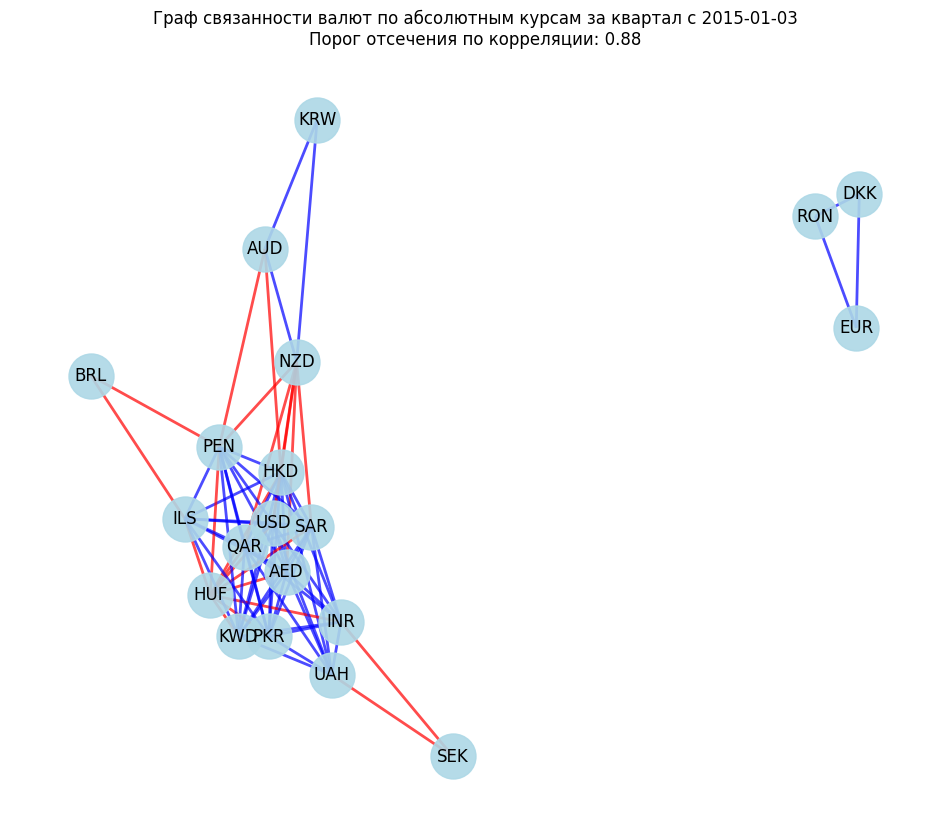 Граф связанности валют по абсолютным курсам за квартал с 2015-01-03
Порог отсечения по корреляции: 0.88
KRW
DKK
RON
AUD
EUR
NZD
BRL
PEN
HKD
ILS
USD
SAR
QAR
AED
HUF
INR
KWD
PKR
UAH
SEK